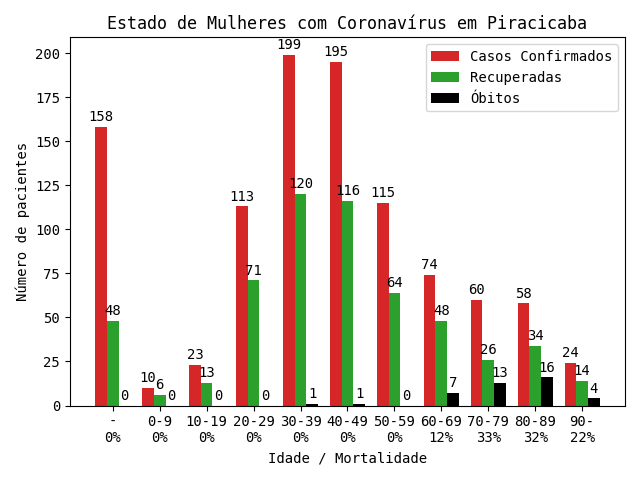 Estado de Mulheres com Coronavírus em Piracicaba
Casos Confirmados
Recuperadas
Óbitos
Número de pacientes
200
175
150
125
100
75
50
25
0
158 48 0
10 6 0
23 13 0
113 71 0
199 120 1
195 116 1
115 64 0
74 48 7
60 26 13
58 34 16
24 14 4
- 0-9 10-19 20-29 30-39 40-49 50-59 60-69 70-79 80-89 90-
0% 0% 0% 0% 0% 0% 0% 12% 33% 32% 22%
Idade / Mortalidade